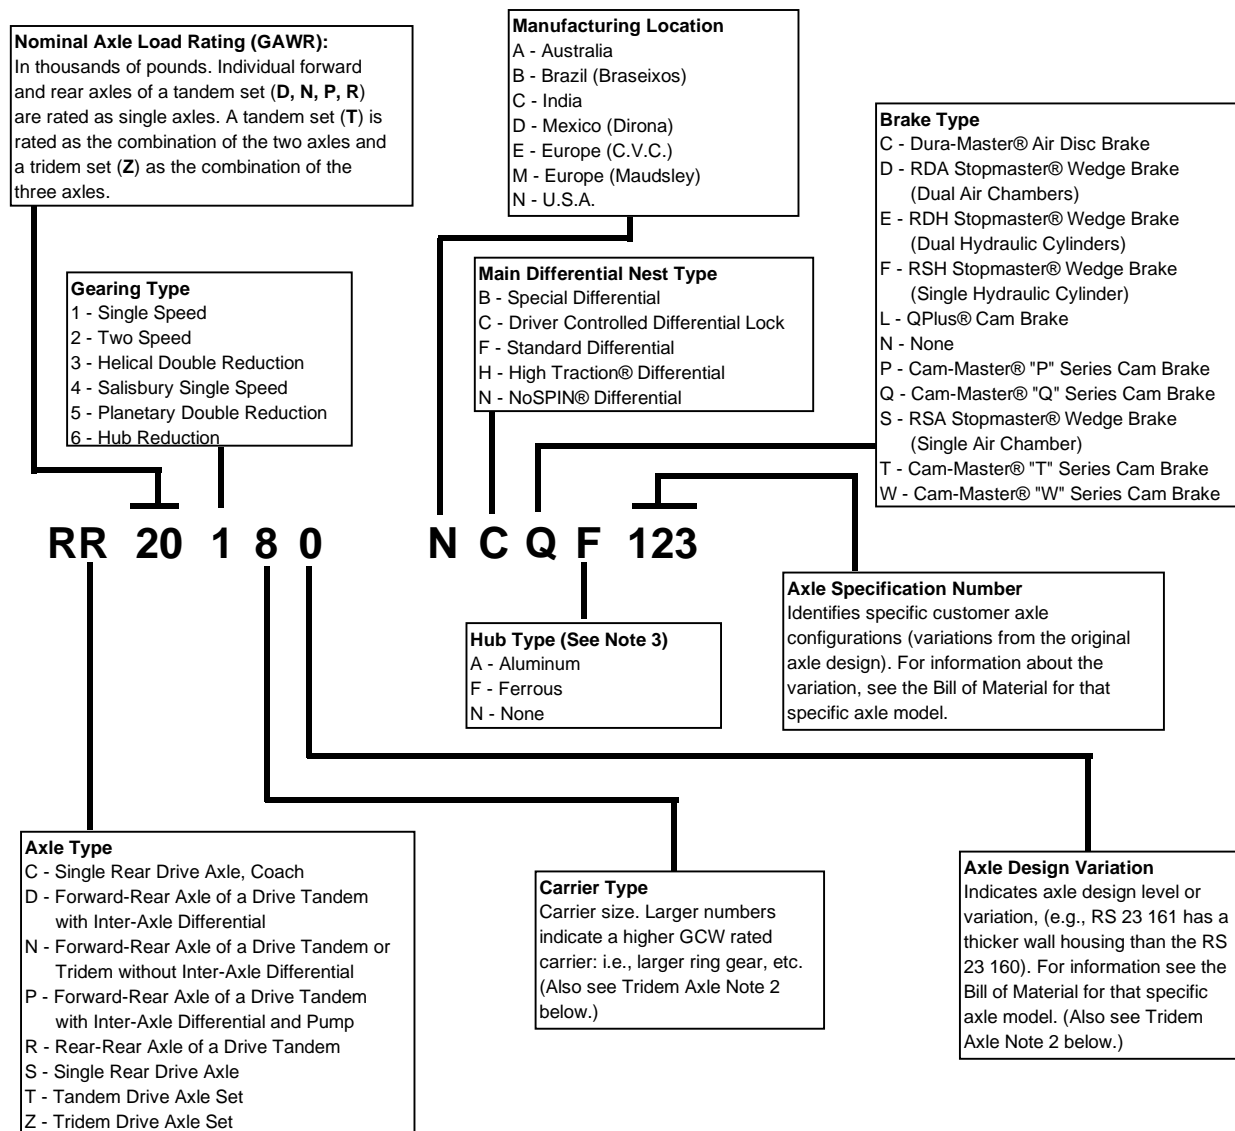 Nominal Axle Load Rating (GAWR):
In thousands of pounds. Individual forward
and rear axles of a tandem set (D, N, P, R)
are rated as single axles. A tandem set (T) is
rated as the combination of the two axles and
a tridem set (Z) as the combination of the
three axles.
Manufacturing Location
A - Australia
B - Brazil (Braseixos)
C - India
D - Mexico (Dirona)
E - Europe (C.V.C.)
M - Europe (Maudsley)
N - U.S.A.
Brake Type
C - Dura-Master® Air Disc Brake
D - RDA Stopmaster® Wedge Brake
(Dual Air Chambers)
E - RDH Stopmaster® Wedge Brake
(Dual Hydraulic Cylinders)
F - RSH Stopmaster® Wedge Brake
(Single Hydraulic Cylinder)
L - QPlus® Cam Brake
N - None
P - Cam-Master® "P" Series Cam Brake
Q - Cam-Master® "Q" Series Cam Brake
S - RSA Stopmaster® Wedge Brake
(Single Air Chamber)
T - Cam-Master® "T" Series Cam Brake
W - Cam-Master® "W" Series Cam Brake
Gearing Type
1 - Single Speed
2 - Two Speed
3 - Helical Double Reduction
4 - Salisbury Single Speed
5 - Planetary Double Reduction
6 - Hub Reduction
Main Differential Nest Type
B - Special Differential
C - Driver Controlled Differential Lock
F - Standard Differential
H - High Traction® Differential
N - NoSPIN® Differential
RR 20 1 8 0 N C Q F 123
Hub Type (See Note 3)
A - Aluminum
F - Ferrous
N - None
Axle Specification Number
Identifies specific customer axle
configurations (variations from the original
axle design). For information about the
variation, see the Bill of Material for that
specific axle model.
Axle Type
C - Single Rear Drive Axle, Coach
D - Forward-Rear Axle of a Drive Tandem
with Inter-Axle Differential
N - Forward-Rear Axle of a Drive Tandem or
Tridem without Inter-Axle Differential
P - Forward-Rear Axle of a Drive Tandem
with Inter-Axle Differential and Pump
R - Rear-Rear Axle of a Drive Tandem
S - Single Rear Drive Axle
T - Tandem Drive Axle Set
Z - Tridem Drive Axle Set
Carrier Type
Carrier size. Larger numbers
indicate a higher GCW rated
carrier: i.e., larger ring gear, etc.
(Also see Tridem Axle Note 2
below.)
Axle Design Variation
Indicates axle design level or
variation, (e.g., RS 23 161 has a
thicker wall housing than the RS
23 160). For information see the
Bill of Material for that specific
axle model. (Also see Tridem
Axle Note 2 below.)